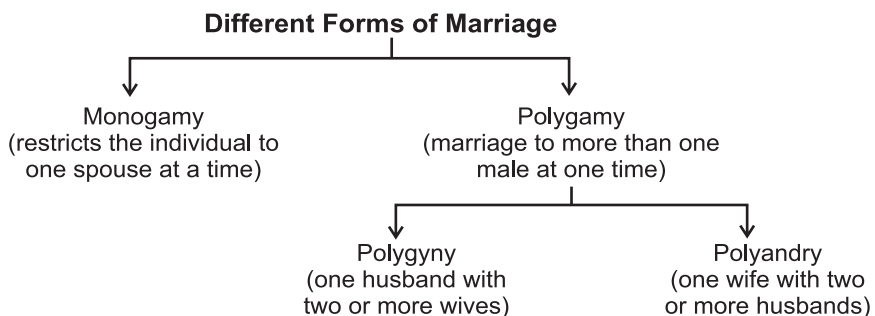 Different Forms of Marriage
Monogamy
(restricts the individual to
one spouse at a time)
Polygamy
(marriage to more than one
male at one time)
Polygyny
(one husband with
two or more wives)
Polyandry
(one wife with two
or more husbands)